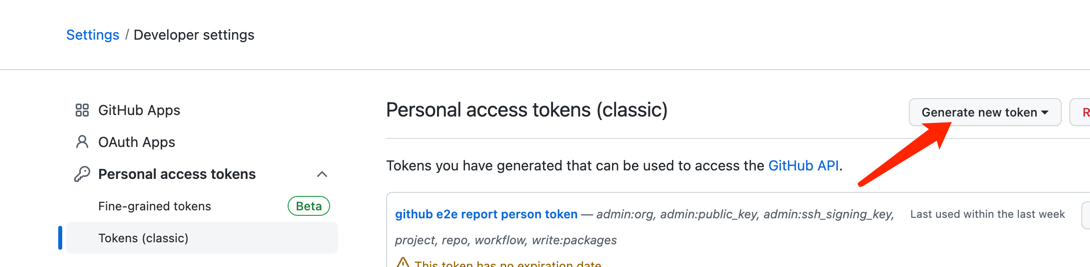 Settings / Developer settings
GitHub Apps
OAuth Apps
Personal access tokens
Fine-grained tokens Beta
Tokens (classic)
Personal access tokens (classic)
Generate new token
R
Tokens you have generated that can be used to access the GitHub API.
github e2e report person token — admin:org, admin:public_key, admin:ssh_signing_key, Last used within the last week
project, repo, workflow, write:packages
This token has no expiration date